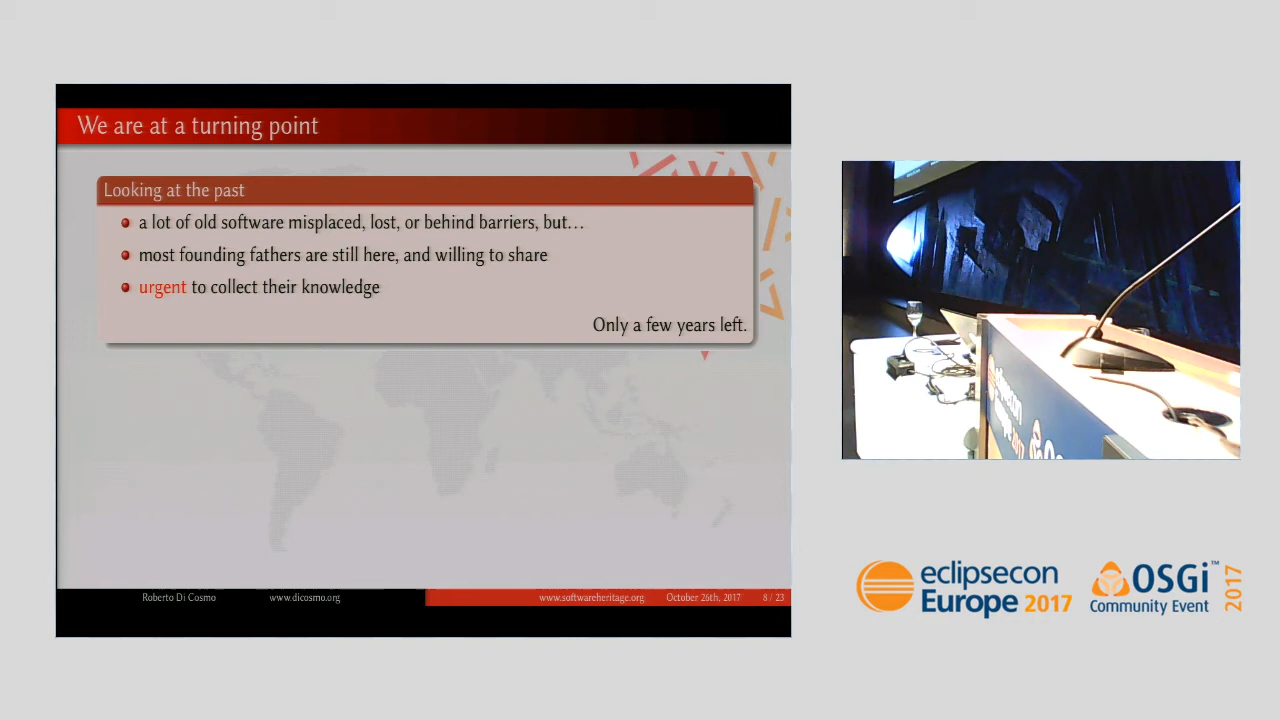 We are at a turning point
Looking at the past
a lot of old software misplaced, lost, or behind barriers, but…
most founding fathers are still here, and willing to share
urgent to collect their knowledge
Only a few years left.
Roberto Di Cosmo www.dicosmo.org www.softwareheritage.org October 26th, 2017 8 / 23
eclipsecon
Europe 2017
OSGi™
Community Event
2017